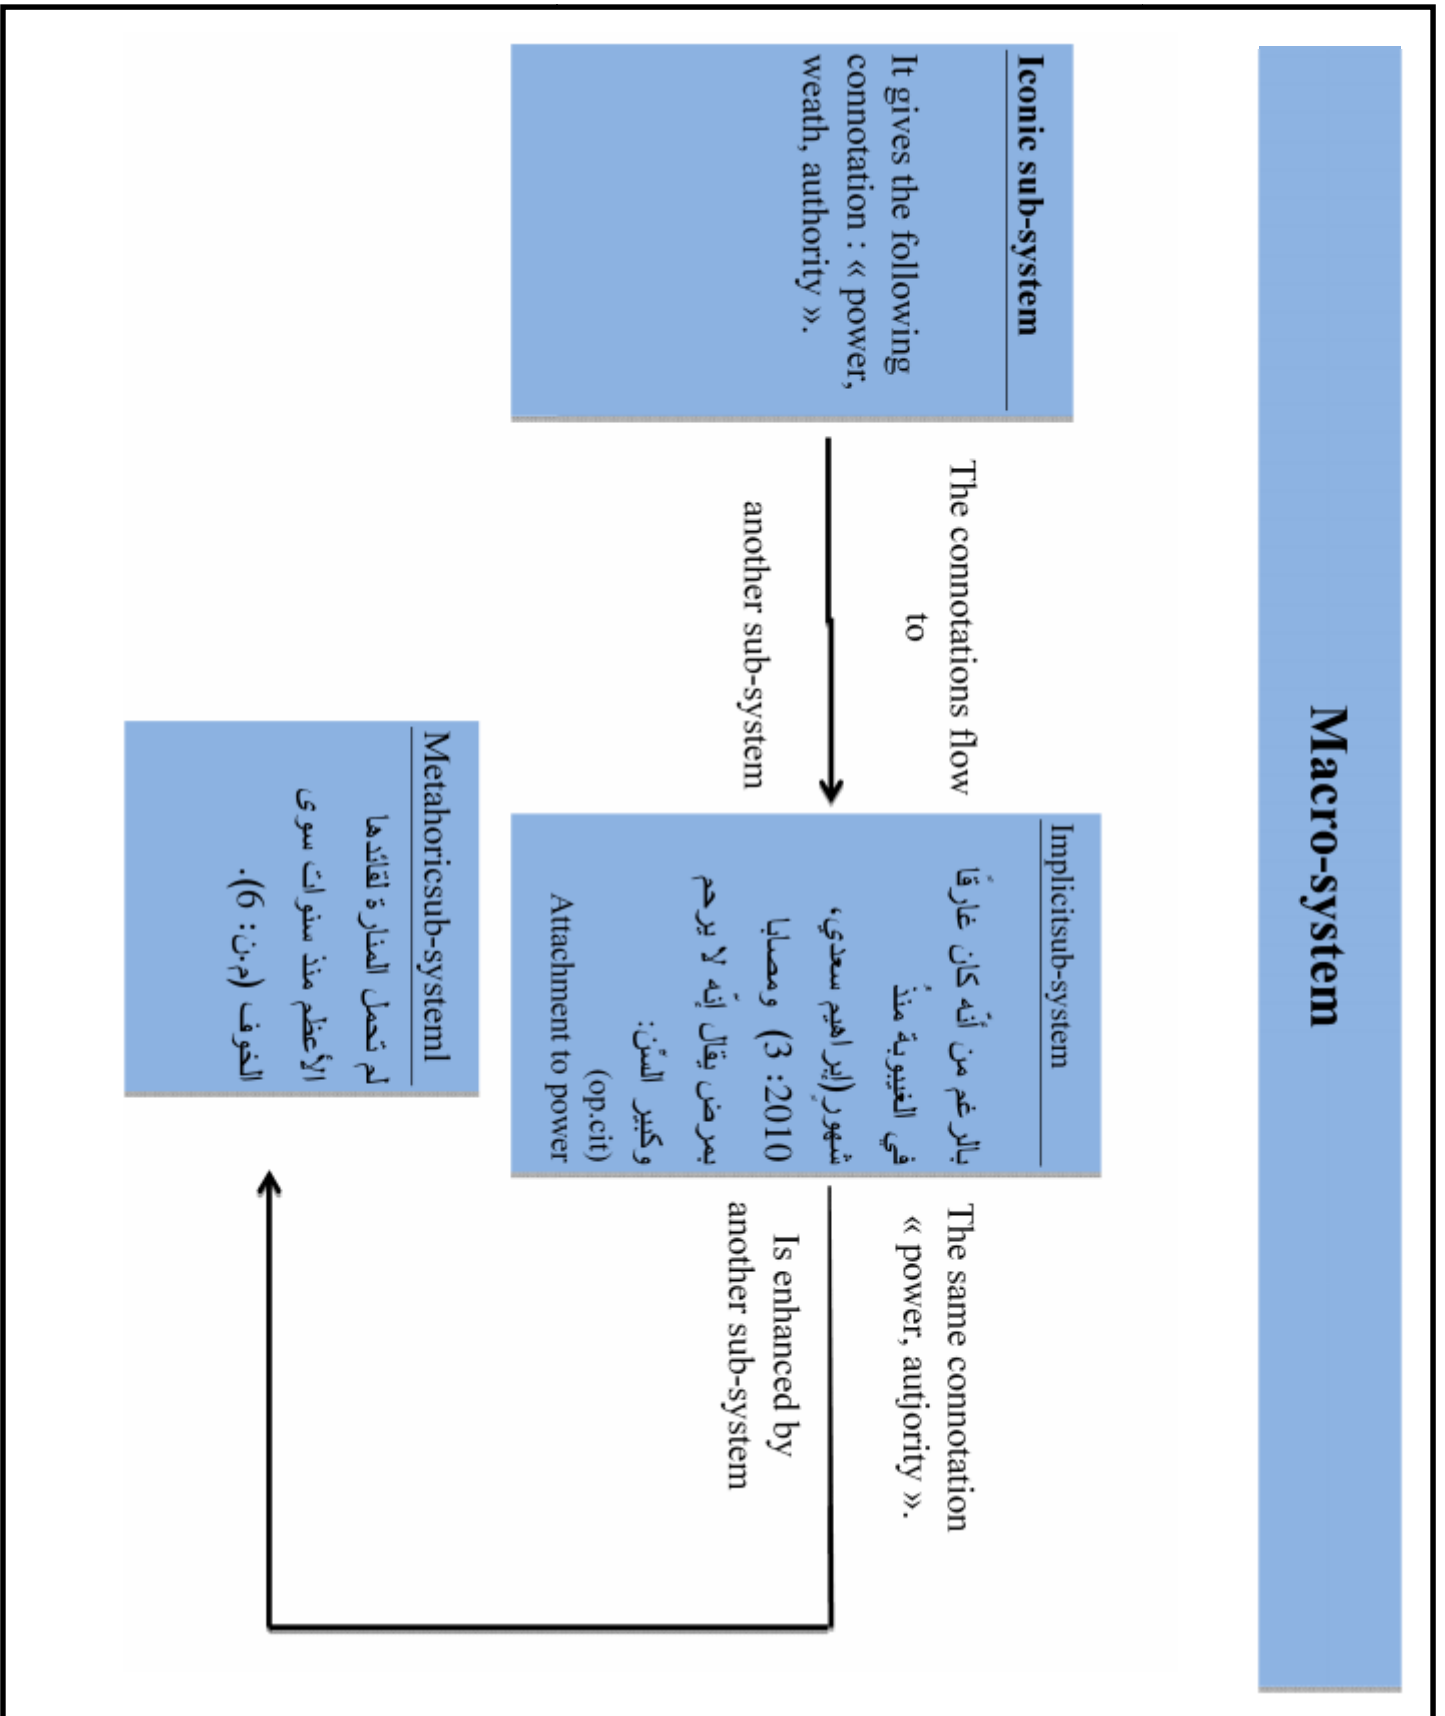 Macro-system
Iconic sub-system
It gives the following
connotation : « power,
weath, authority ».
The connotations flow
to
another sub-system
Implicitsub-system
بالرغم من أنّه كان غارقًا
في الغيبوبة منذُ
شهورٍ(إبراهيم سعدي،
2010: 3) ومصابا
بمرض يقال إنّه لا يرحم
وكبير السّن:
(op.cit)
Attachment to power
The same connotation
« power, autjority ».
Is enhanced by
another sub-system
Metahoricsub-systeml
لم تحمل المنارة لقائدها
الأعظم منذ سنوات سوى
الخوف (م.ن: 6).